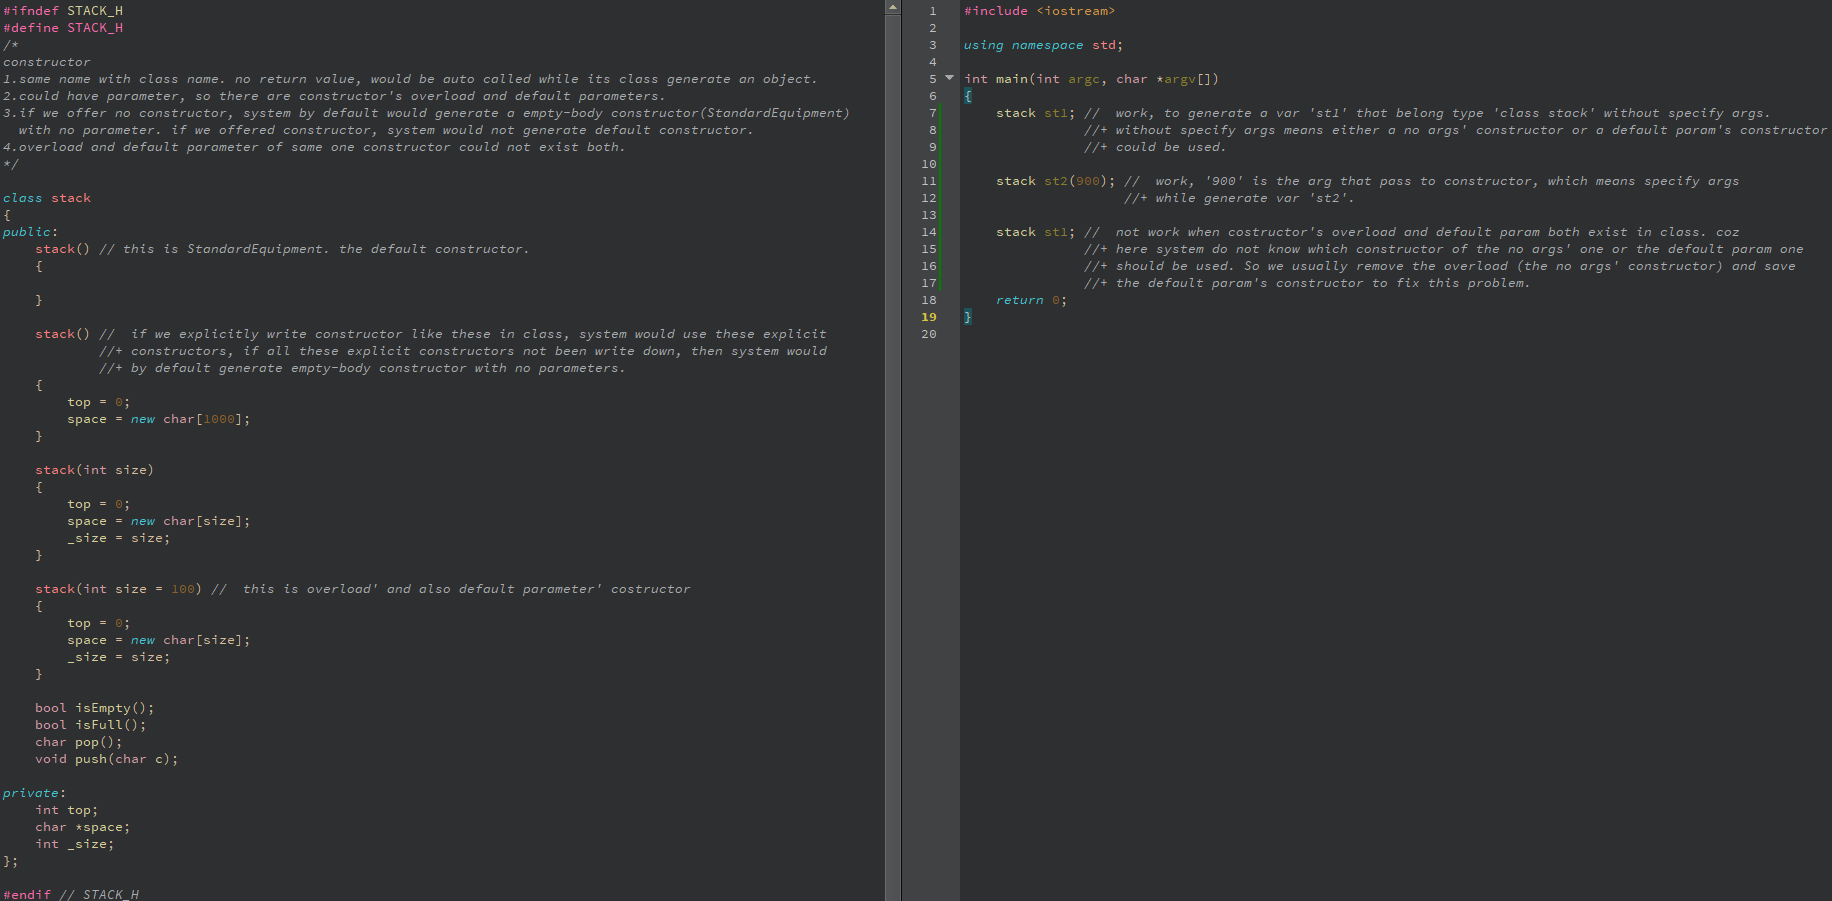 #ifndef STACK_H
#define STACK_H
/*
constructor
1.same name with class name. no return value, would be auto called while its class generate an object.
2.could have parameter, so there are constructor's overload and default parameters.
3.if we offer no constructor, system by default would generate a empty-body constructor(StandardEquipment)
  with no parameter. if we offered constructor, system would not generate default constructor.
4.overload and default parameter of same one constructor could not exist both.
*/

class stack
{
public:
    stack() // this is StandardEquipment. the default constructor.
    {

    }

    stack() //  if we explicitly write constructor like these in class, system would use these explicit
            //+ constructors, if all these explicit constructors not been write down, then system would
            //+ by default generate empty-body constructor with no parameters.
    {
        top = 0;
        space = new char[1000];
    }

    stack(int size)
    {
        top = 0;
        space = new char[size];
        _size = size;
    }

    stack(int size = 100) //  this is overload' and also default parameter' costructor
    {
        top = 0;
        space = new char[size];
        _size = size;
    }

    bool isEmpty();
    bool isFull();
    char pop();
    void push(char c);

private:
    int top;
    char *space;
    int _size;
};

#endif // STACK_H
1 #include <iostream>
2
3 using namespace std;
4
5 int main(int argc, char *argv[])
6 {
7     stack st1; //  work, to generate a var 'st1' that belong type 'class stack' without specify args.
8                //+ without specify args means either a no args' constructor or a default param's constructor
9                //+ could be used.
10
11     stack st2(900); //  work, '900' is the arg that pass to constructor, which means specify args
12                     //+ while generate var 'st2'.
13
14     stack st1; //  not work when costructor's overload and default param both exist in class. coz
15                //+ here system do not know which constructor of the no args' one or the default param one
16                //+ should be used. So we usually remove the overload (the no args' constructor) and save
17                //+ the default param's constructor to fix this problem.
18     return 0;
19 }
20